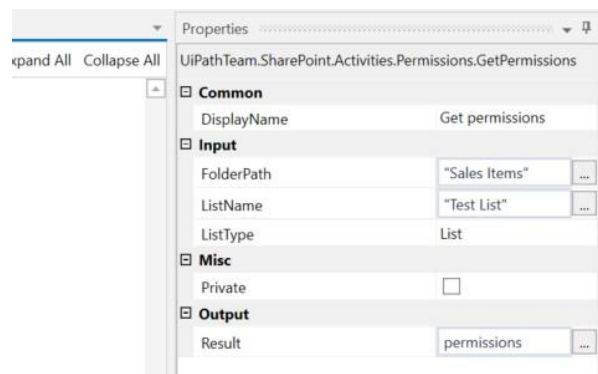 Properties
xpand All Collapse All
UiPathTeam.SharePoint.Activities.Permissions.GetPermissions
Common
DisplayName Get permissions
Input
FolderPath "Sales Items" ...
ListName "Test List" ...
ListType List
Misc
Private
Output
Result permissions ...